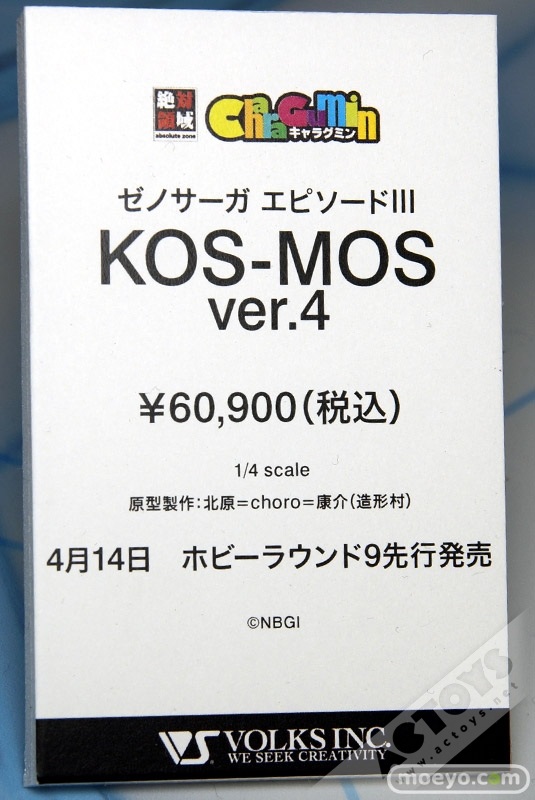 絶対
領域
absolute zone
CharaGumin
キャラグミン
ゼノサーガ エピソードIII
KOS-MOS
ver.4
¥60,900(税込)
1/4 scale
原型製作:北原=choro=康介(造形村)
4月14日 ホビーラウンド9先行発売
©NBGI
VS VOLKS INC.
WE SEEK CREATIVITY
ACTOYS
www.actoys.net
moeyo.com